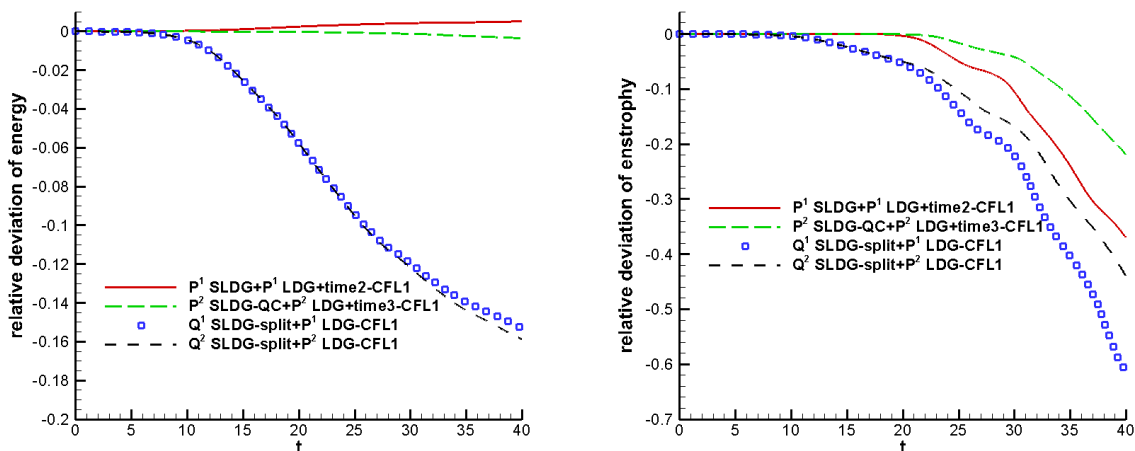 relative deviation of energy
0
-0.02
-0.04
-0.06
-0.08
-0.1
-0.12
-0.14
-0.16
-0.18
-0.2
P¹ SLDG+P¹ LDG+time2-CFL1
P² SLDG-QC+P² LDG+time3-CFL1
Q¹ SLDG-split+P¹ LDG-CFL1
Q² SLDG-split+P² LDG-CFL1
0 5 10 15 20 25 30 35 40
t
relative deviation of enstrophy
0
-0.1
-0.2
-0.3
-0.4
-0.5
-0.6
-0.7
P¹ SLDG+P¹ LDG+time2-CFL1
P² SLDG-QC+P² LDG+time3-CFL1
Q¹ SLDG-split+P¹ LDG-CFL1
Q² SLDG-split+P² LDG-CFL1
0 5 10 15 20 25 30 35 40
t